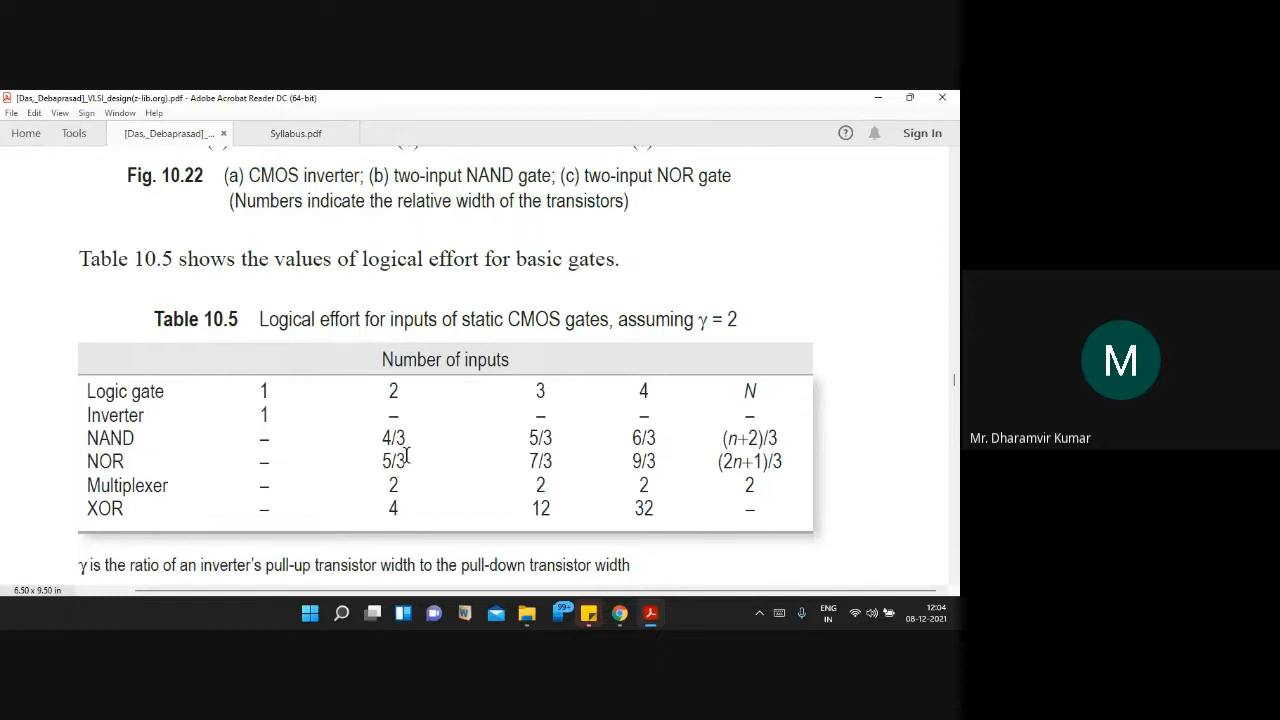 [Das,_Debaprasad]_VLSI_design(z-lib.org).pdf - Adobe Acrobat Reader DC (64-bit)
File Edit View Sign Window Help
Home Tools [Das,_Debaprasad]_... × Syllabus.pdf ? Sign In
Fig. 10.22 (a) CMOS inverter; (b) two-input NAND gate; (c) two-input NOR gate
(Numbers indicate the relative width of the transistors)
Table 10.5 shows the values of logical effort for basic gates.
Table 10.5 Logical effort for inputs of static CMOS gates, assuming γ = 2
Number of inputs
Logic gate 1 2 3 4 N
Inverter 1 – – – –
NAND – 4/3 5/3 6/3 (n+2)/3
NOR – 5/3 7/3 9/3 (2n+1)/3
Multiplexer – 2 2 2 2
XOR – 4 12 32 –
γ is the ratio of an inverter's pull-up transistor width to the pull-down transistor width
6.50 x 9.50 in
99+
ENG
IN
12:04
08-12-2021
M
Mr. Dharamvir Kumar